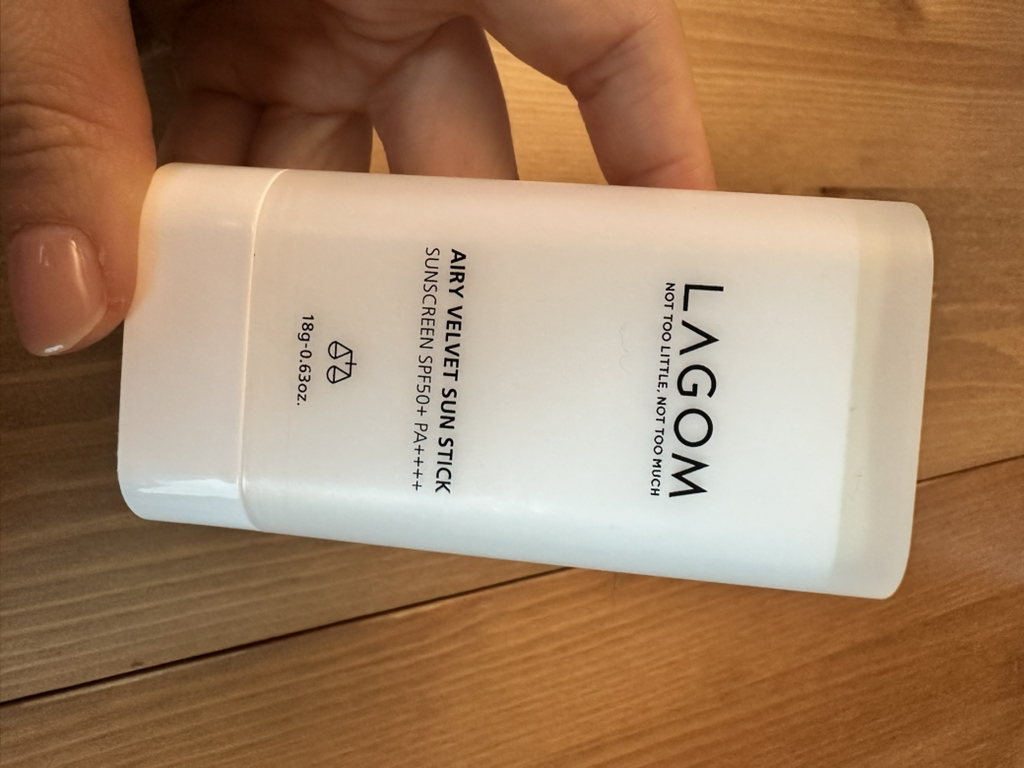 LAGOM
NOT TOO LITTLE, NOT TOO MUCH
AIRY VELVET SUN STICK
SUNSCREEN SPF50+ PA++++
18g-0.63oz.